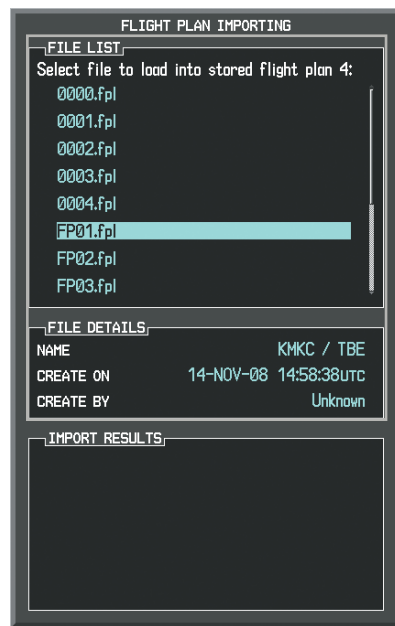 FLIGHT PLAN IMPORTING
FILE LIST
Select file to load into stored flight plan 4:
0000.fpl
0001.fpl
0002.fpl
0003.fpl
0004.fpl
FP01.fpl
FP02.fpl
FP03.fpl
FILE DETAILS
NAME KMKC / TBE
CREATE ON 14-NOV-08 14:58:38UTC
CREATE BY Unknown
IMPORT RESULTS